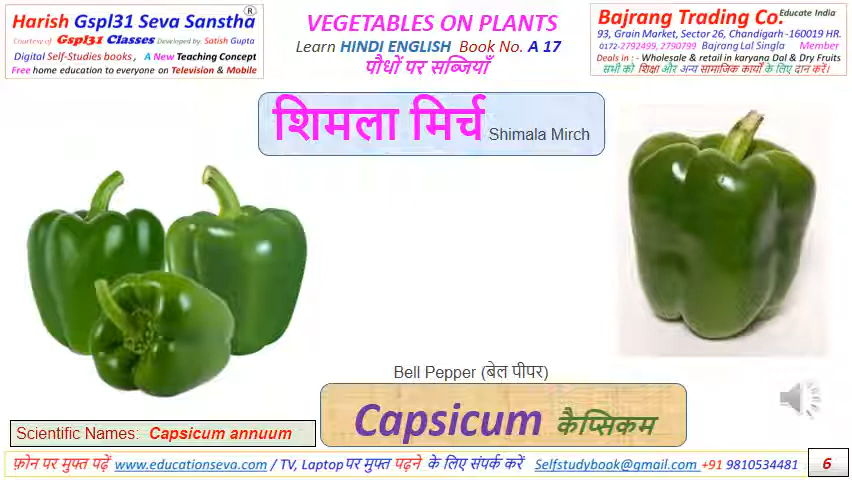 Harish Gspl31 Seva Sanstha ®
Courtesy of Gspl31 Classes Developed by. Satish Gupta
Digital Self-Studies books, A New Teaching Concept
Free home education to everyone on Television & Mobile
VEGETABLES ON PLANTS
Learn HINDI ENGLISH Book No. A 17
पौधों पर सब्जियाँ
Bajrang Trading Co. Educate India
93, Grain Market, Sector 26, Chandigarh -160019 HR.
0172-2792499, 2790799 Bajrang Lal Singla Member
Deals in : - Wholesale & retail in karyana Dal & Dry Fruits
सभी को शिक्षा और अन्य सामाजिक कार्यों के लिए दान करें।
शिमला मिर्च Shimala Mirch
Bell Pepper (बेल पीपर)
Capsicum कैप्सिकम
Scientific Names: Capsicum annuum
फ़ोन पर मुफ्त पढ़ें www.educationseva.com / TV, Laptop पर मुफ्त पढ़ने के लिए संपर्क करें Selfstudybook@gmail.com +91 9810534481
6